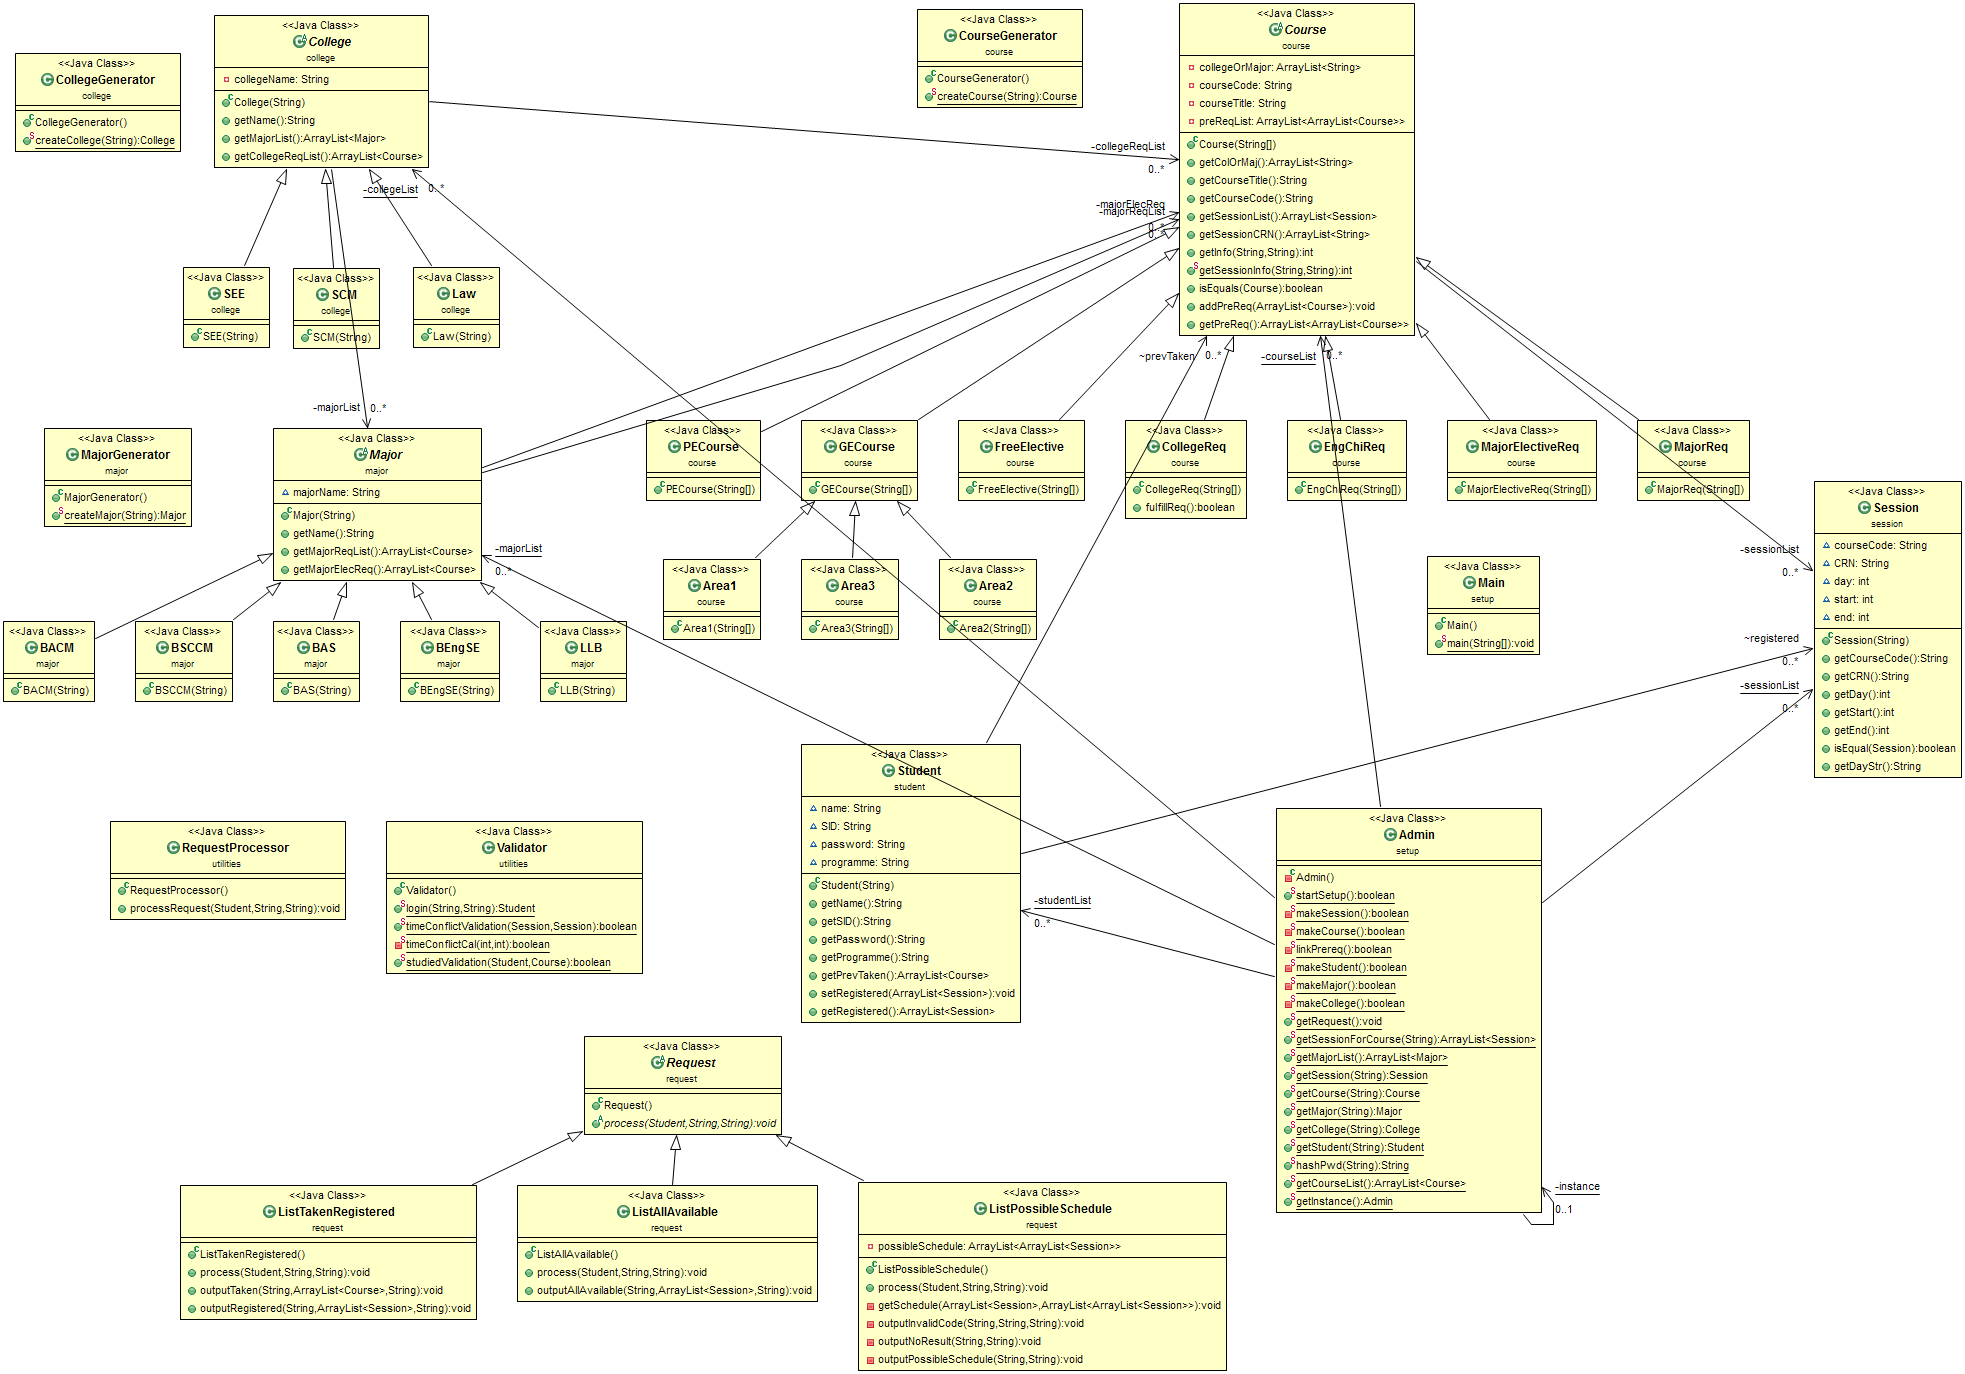 <<Java Class>>
CollegeGenerator
college
CollegeGenerator()
createCollege(String):College
<<Java Class>>
College
college
collegeName: String
College(String)
getName():String
getMajorList():ArrayList<Major>
getCollegeReqList():ArrayList<Course>
<<Java Class>>
CourseGenerator
course
CourseGenerator()
createCourse(String):Course
<<Java Class>>
Course
course
collegeOrMajor: ArrayList<String>
courseCode: String
courseTitle: String
preReqList: ArrayList<ArrayList<Course>>
Course(String[])
getColOrMaj():ArrayList<String>
getCourseTitle():String
getCourseCode():String
getSessionList():ArrayList<Session>
getSessionCRN():ArrayList<String>
getInfo(String,String):int
getSessionInfo(String,String):int
isEquals(Course):boolean
addPreReq(ArrayList<Course>):void
getPreReq():ArrayList<ArrayList<Course>>
-collegeReqList
0..*
-collegeList
0..*
-majorElecReq
-majorReqList
0..*
0..*
<<Java Class>>
SEE
college
SEE(String)
<<Java Class>>
SCM
college
SCM(String)
<<Java Class>>
Law
college
Law(String)
~prevTaken
0..*
-courseList
0..*
-majorList
0..*
<<Java Class>>
MajorGenerator
major
MajorGenerator()
createMajor(String):Major
<<Java Class>>
Major
major
majorName: String
Major(String)
getName():String
getMajorReqList():ArrayList<Course>
getMajorElecReq():ArrayList<Course>
-majorList
0..*
<<Java Class>>
PECourse
course
PECourse(String[])
<<Java Class>>
GECourse
course
GECourse(String[])
<<Java Class>>
FreeElective
course
FreeElective(String[])
<<Java Class>>
CollegeReq
course
CollegeReq(String[])
fulfillReq():boolean
<<Java Class>>
EngChiReq
course
EngChiReq(String[])
<<Java Class>>
MajorElectiveReq
course
MajorElectiveReq(String[])
<<Java Class>>
MajorReq
course
MajorReq(String[])
<<Java Class>>
Session
session
courseCode: String
CRN: String
day: int
start: int
end: int
Session(String)
getCourseCode():String
getCRN():String
getDay():int
getStart():int
getEnd():int
isEqual(Session):boolean
getDayStr():String
-sessionList
0..*
~registered
0..*
-sessionList
0..*
<<Java Class>>
Area1
course
Area1(String[])
<<Java Class>>
Area3
course
Area3(String[])
<<Java Class>>
Area2
course
Area2(String[])
<<Java Class>>
Main
setup
Main()
main(String[]):void
<<Java Class>>
BACM
major
BACM(String)
<<Java Class>>
BSCCM
major
BSCCM(String)
<<Java Class>>
BAS
major
BAS(String)
<<Java Class>>
BEngSE
major
BEngSE(String)
<<Java Class>>
LLB
major
LLB(String)
<<Java Class>>
RequestProcessor
utilities
RequestProcessor()
processRequest(Student,String,String):void
<<Java Class>>
Validator
utilities
Validator()
login(String,String):Student
timeConflictValidation(Session,Session):boolean
timeConflictCal(int,int):boolean
studiedValidation(Student,Course):boolean
<<Java Class>>
Student
student
name: String
SID: String
password: String
programme: String
Student(String)
getName():String
getSID():String
getPassword():String
getProgramme():String
getPrevTaken():ArrayList<Course>
setRegistered(ArrayList<Session>):void
getRegistered():ArrayList<Session>
-studentList
0..*
<<Java Class>>
Admin
setup
Admin()
startSetup():boolean
makeSession():boolean
makeCourse():boolean
linkPrereq():boolean
makeStudent():boolean
makeMajor():boolean
makeCollege():boolean
getRequest():void
getSessionForCourse(String):ArrayList<Session>
getMajorList():ArrayList<Major>
getSession(String):Session
getCourse(String):Course
getMajor(String):Major
getCollege(String):College
getStudent(String):Student
hashPwd(String):String
getCourseList():ArrayList<Course>
getInstance():Admin
-instance
0..1
<<Java Class>>
Request
request
Request()
process(Student,String,String):void
<<Java Class>>
ListTakenRegistered
request
ListTakenRegistered()
process(Student,String,String):void
outputTaken(String,ArrayList<Course>,String):void
outputRegistered(String,ArrayList<Session>,String):void
<<Java Class>>
ListAllAvailable
request
ListAllAvailable()
process(Student,String,String):void
outputAllAvailable(String,ArrayList<Session>,String):void
<<Java Class>>
ListPossibleSchedule
request
possibleSchedule: ArrayList<ArrayList<Session>>
ListPossibleSchedule()
process(Student,String,String):void
getSchedule(ArrayList<Session>,ArrayList<ArrayList<Session>>):void
outputInvalidCode(String,String,String):void
outputNoResult(String,String):void
outputPossibleSchedule(String,String):void